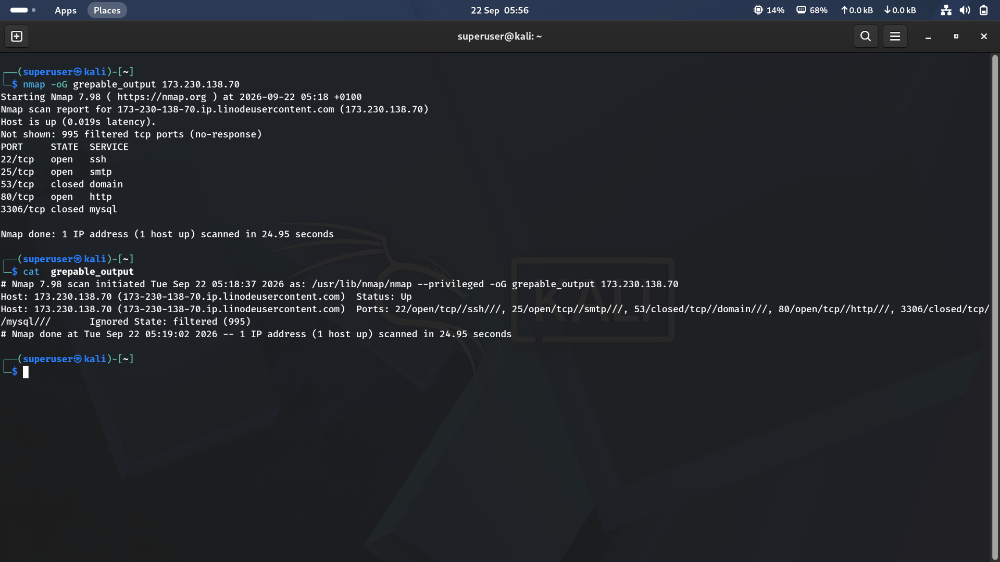 Apps Places 22 Sep 05:56 14% 68% ↑0.0 kB ↓0.0 kB
superuser@kali: ~
┌──(superuser㉿kali)-[~]
└─$ nmap -oG grepable_output 173.230.138.70
Starting Nmap 7.98 ( https://nmap.org ) at 2026-09-22 05:18 +0100
Nmap scan report for 173-230-138-70.ip.linodeusercontent.com (173.230.138.70)
Host is up (0.019s latency).
Not shown: 995 filtered tcp ports (no-response)
PORT     STATE  SERVICE
22/tcp   open   ssh
25/tcp   open   smtp
53/tcp   closed domain
80/tcp   open   http
3306/tcp closed mysql
Nmap done: 1 IP address (1 host up) scanned in 24.95 seconds
┌──(superuser㉿kali)-[~]
└─$ cat  grepable_output
# Nmap 7.98 scan initiated Tue Sep 22 05:18:37 2026 as: /usr/lib/nmap/nmap --privileged -oG grepable_output 173.230.138.70
Host: 173.230.138.70 (173-230-138-70.ip.linodeusercontent.com)  Status: Up
Host: 173.230.138.70 (173-230-138-70.ip.linodeusercontent.com)  Ports: 22/open/tcp//ssh///, 25/open/tcp//smtp///, 53/closed/tcp//domain///, 80/open/tcp//http///, 3306/closed/tcp/
/mysql///       Ignored State: filtered (995)
# Nmap done at Tue Sep 22 05:19:02 2026 -- 1 IP address (1 host up) scanned in 24.95 seconds
┌──(superuser㉿kali)-[~]
└─$
KALI